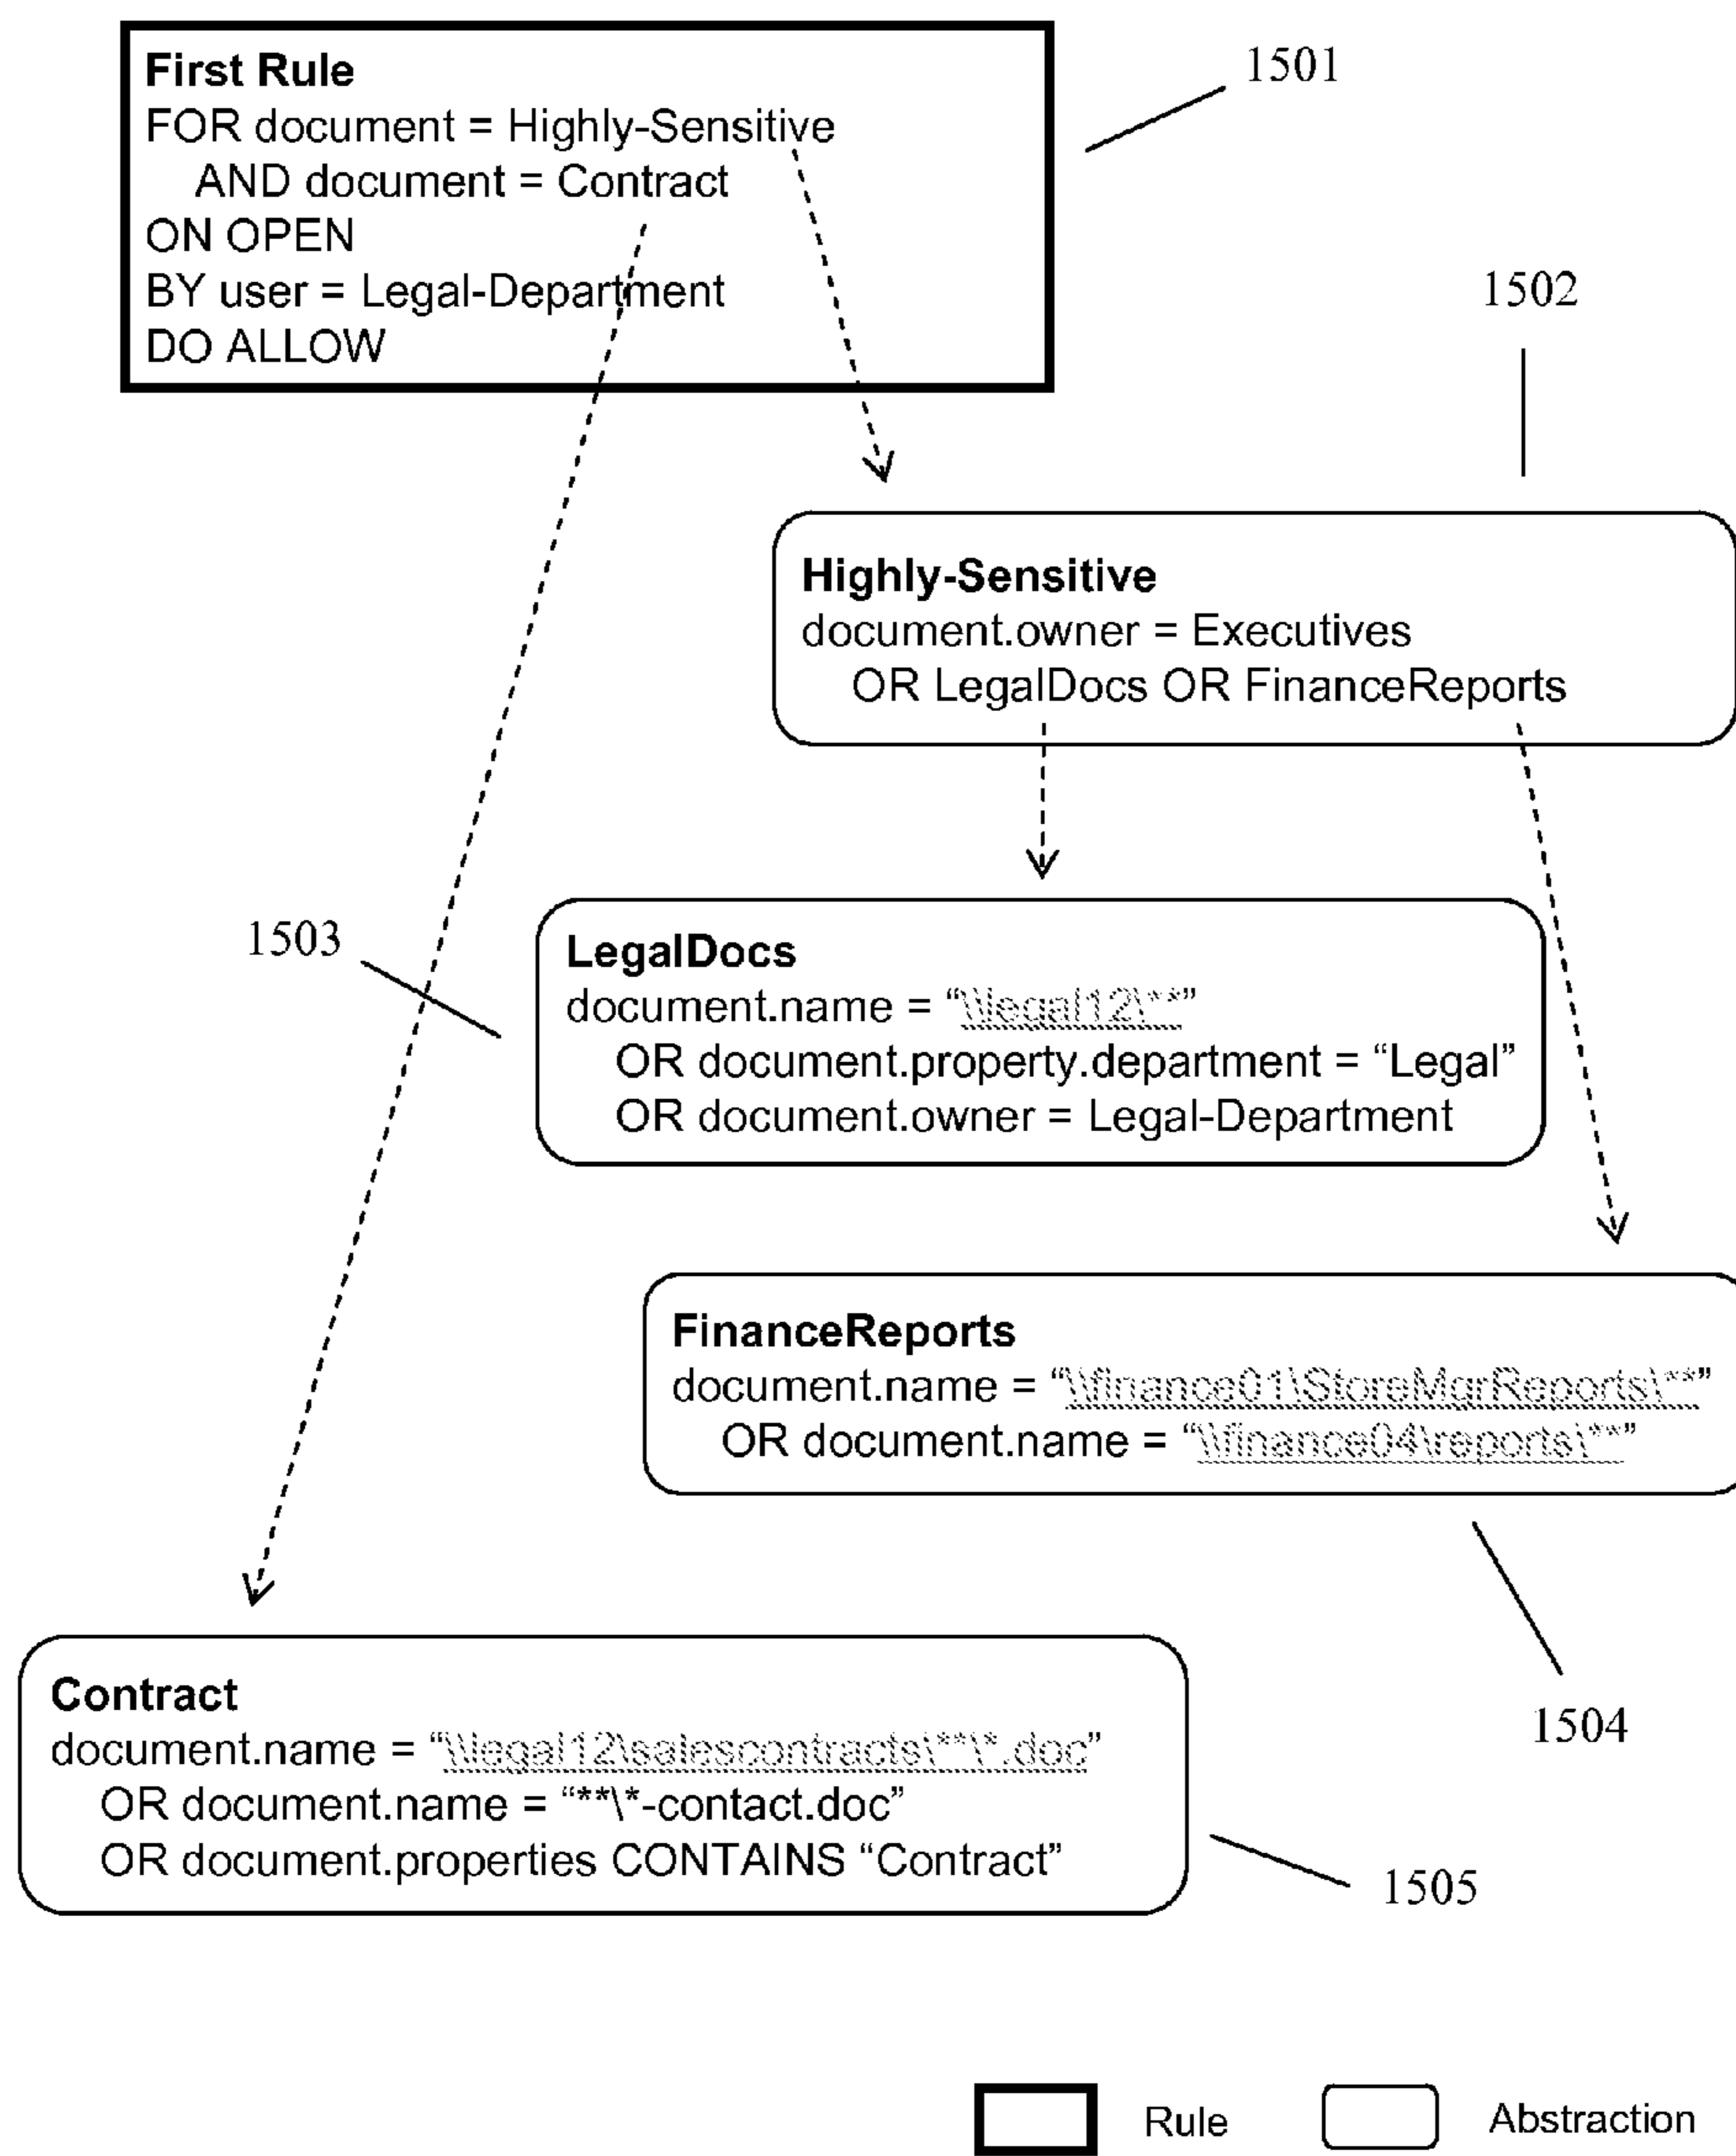 First Rule
FOR document = Highly-Sensitive
AND document = Contract
ON OPEN
BY user = Legal-Department
DO ALLOW
1501
1502
Highly-Sensitive
document.owner = Executives
OR LegalDocs OR FinanceReports
1503
LegalDocs
document.name = “\\legal12\**”
OR document.property.department = “Legal”
OR document.owner = Legal-Department
FinanceReports
document.name = “\\finance01\StoreMgrReports\**”
OR document.name = “\\finance04\reports\**”
1504
Contract
document.name = “\\legal12\salescontracts\**\*.doc”
OR document.name = “**\*-contact.doc”
OR document.properties CONTAINS “Contract”
1505
Rule
Abstraction